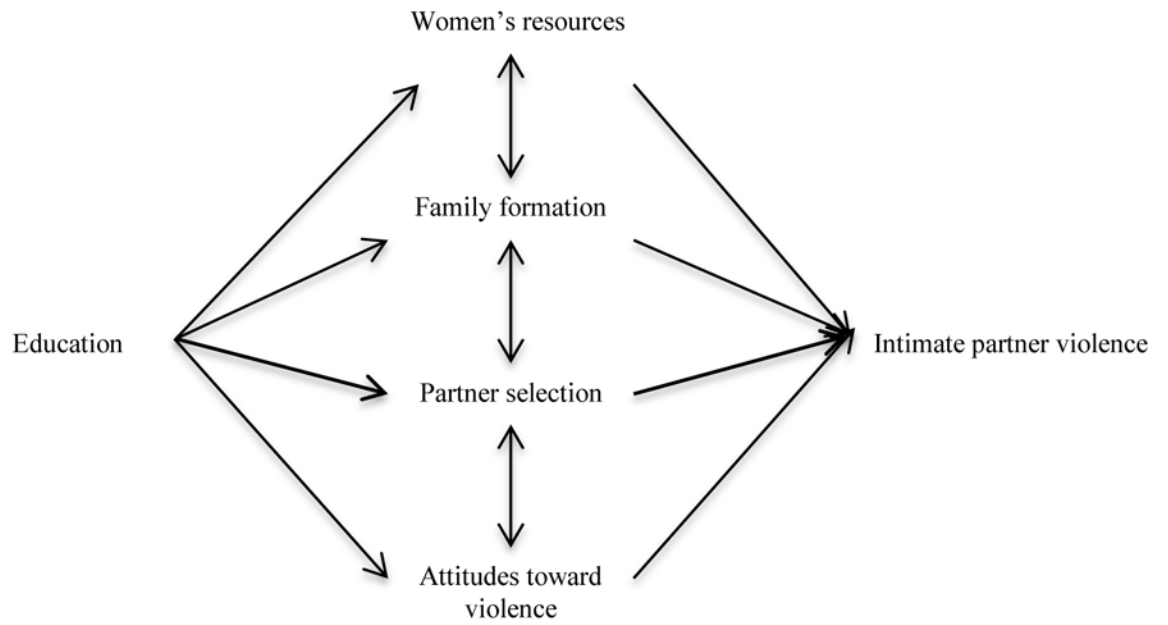 Women’s resources
Family formation
Education
Intimate partner violence
Partner selection
Attitudes toward
violence